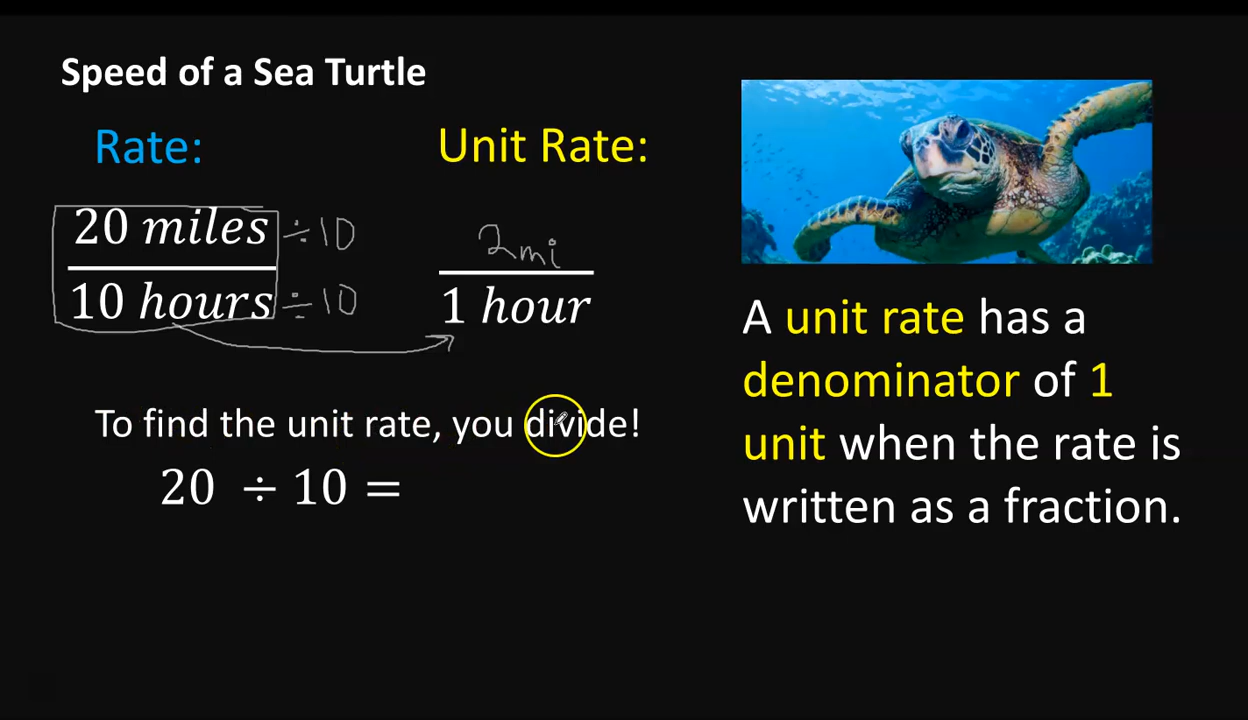 Speed of a Sea Turtle
Rate:
20 miles ÷10
10 hours ÷10
Unit Rate:
2mi
1 hour
To find the unit rate, you divide!
20 ÷ 10 =
A unit rate has a
denominator of 1
unit when the rate is
written as a fraction.